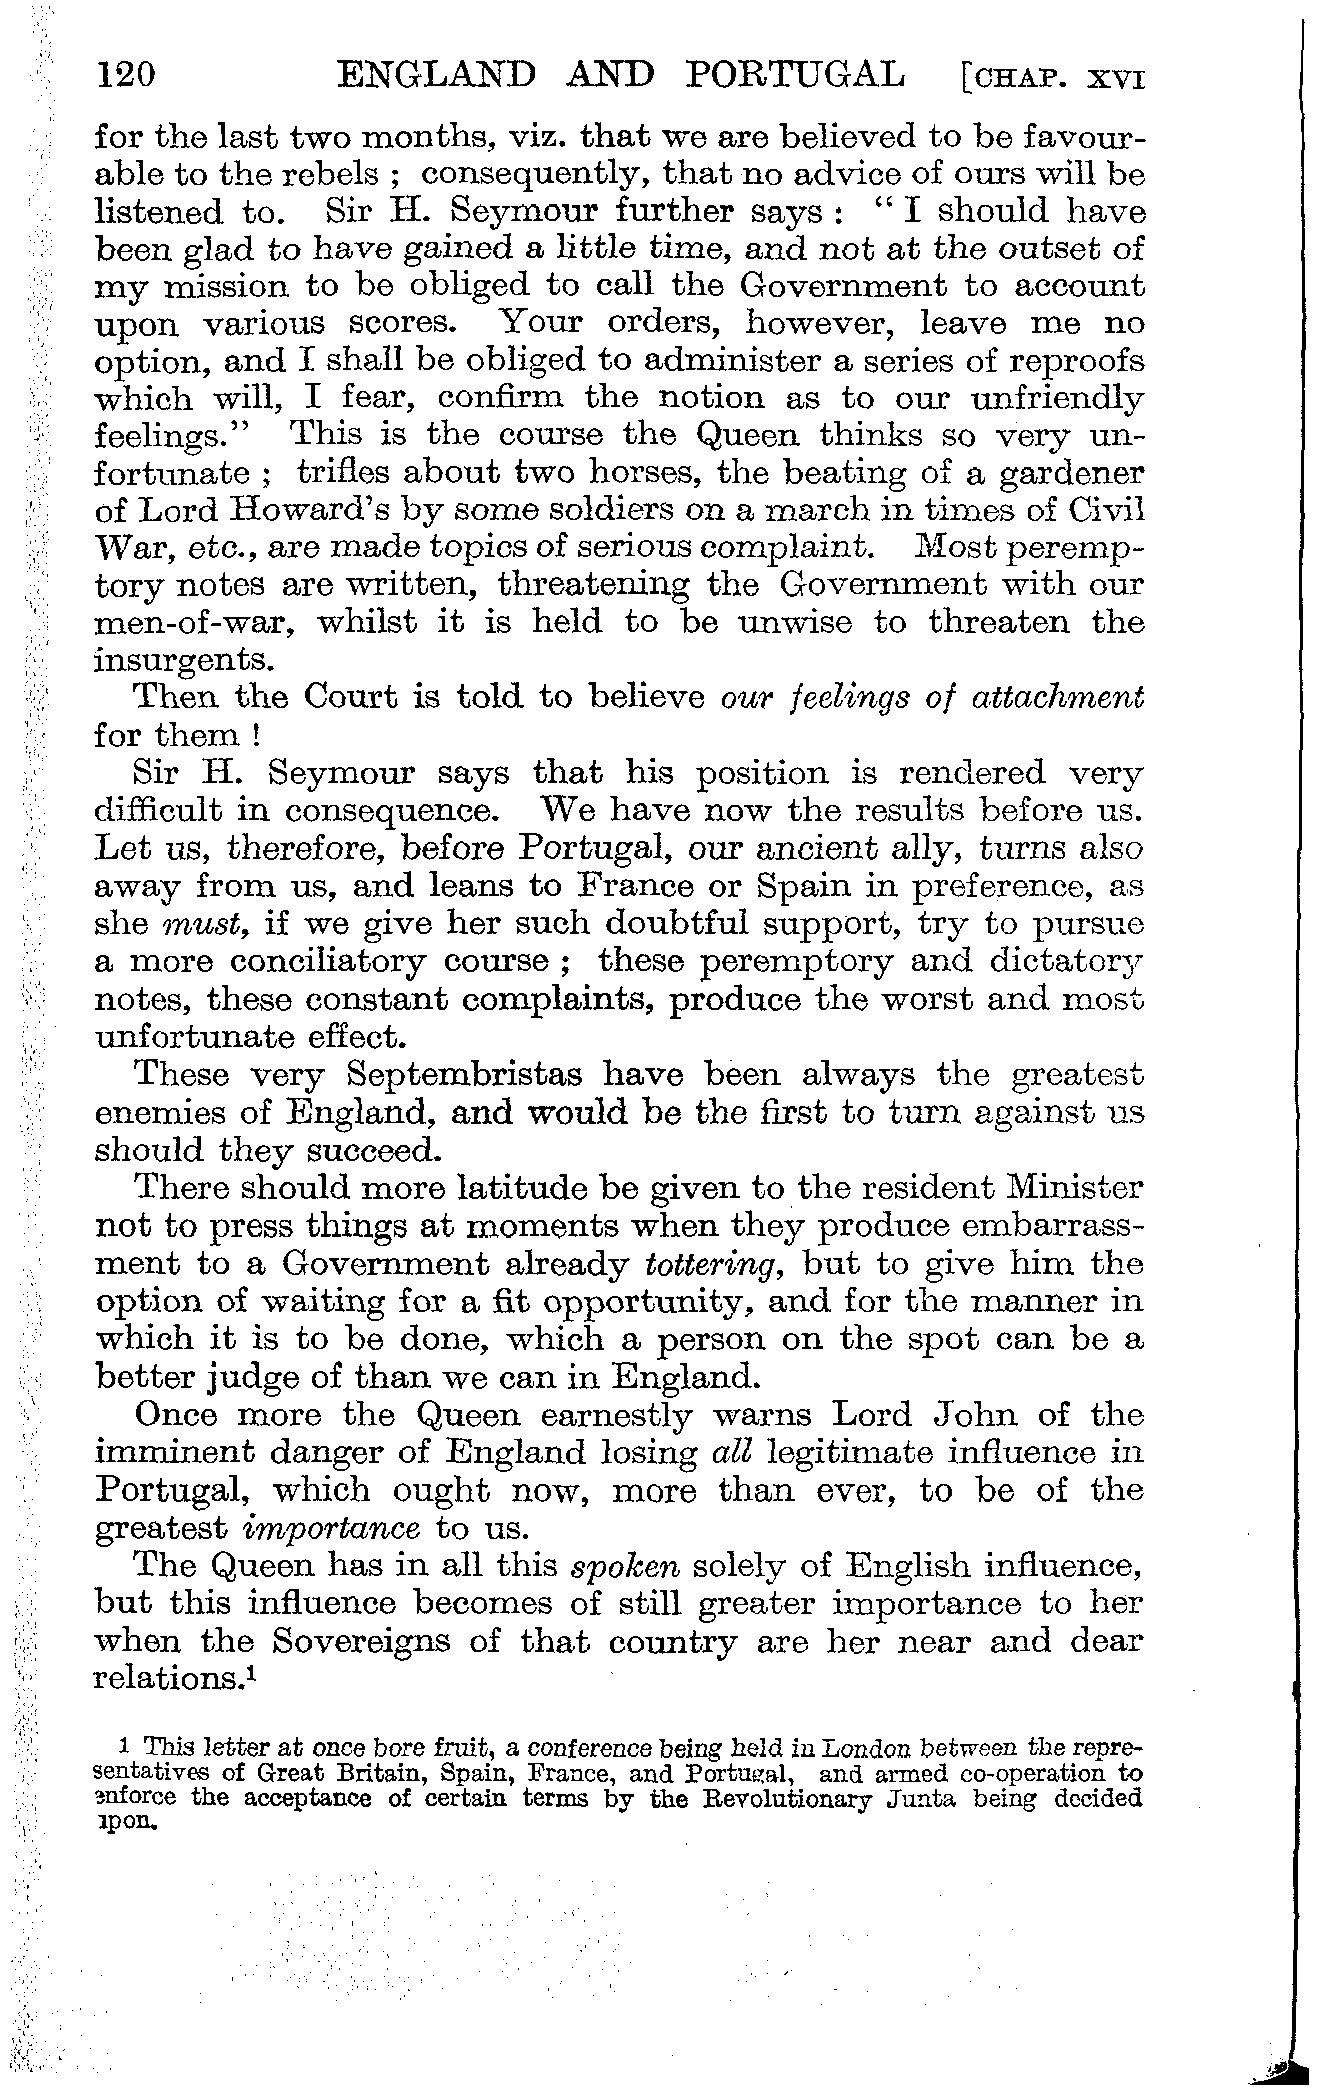 120 ENGLAND AND PORTUGAL [CHAP. XVI
for the last two months, viz. that we are believed to be favour-
able to the rebels ; consequently, that no advice of ours will be
listened to. Sir H. Seymour further says : “ I should have
been glad to have gained a little time, and not at the outset of
my mission to be obliged to call the Government to account
upon various scores. Your orders, however, leave me no
option, and I shall be obliged to administer a series of reproofs
which will, I fear, confirm the notion as to our unfriendly
feelings.” This is the course the Queen thinks so very un-
fortunate ; trifles about two horses, the beating of a gardener
of Lord Howard’s by some soldiers on a march in times of Civil
War, etc., are made topics of serious complaint. Most peremp-
tory notes are written, threatening the Government with our
men-of-war, whilst it is held to be unwise to threaten the
insurgents.
Then the Court is told to believe our feelings of attachment
for them !
Sir H. Seymour says that his position is rendered very
difficult in consequence. We have now the results before us.
Let us, therefore, before Portugal, our ancient ally, turns also
away from us, and leans to France or Spain in preference, as
she must, if we give her such doubtful support, try to pursue
a more conciliatory course ; these peremptory and dictatory
notes, these constant complaints, produce the worst and most
unfortunate effect.
These very Septembristas have been always the greatest
enemies of England, and would be the first to turn against us
should they succeed.
There should more latitude be given to the resident Minister
not to press things at moments when they produce embarrass-
ment to a Government already tottering, but to give him the
option of waiting for a fit opportunity, and for the manner in
which it is to be done, which a person on the spot can be a
better judge of than we can in England.
Once more the Queen earnestly warns Lord John of the
imminent danger of England losing all legitimate influence in
Portugal, which ought now, more than ever, to be of the
greatest importance to us.
The Queen has in all this spoken solely of English influence,
but this influence becomes of still greater importance to her
when the Sovereigns of that country are her near and dear
relations.¹
1 This letter at once bore fruit, a conference being held in London between the repre-
sentatives of Great Britain, Spain, France, and Portugal, and armed co-operation to
enforce the acceptance of certain terms by the Revolutionary Junta being decided
upon.